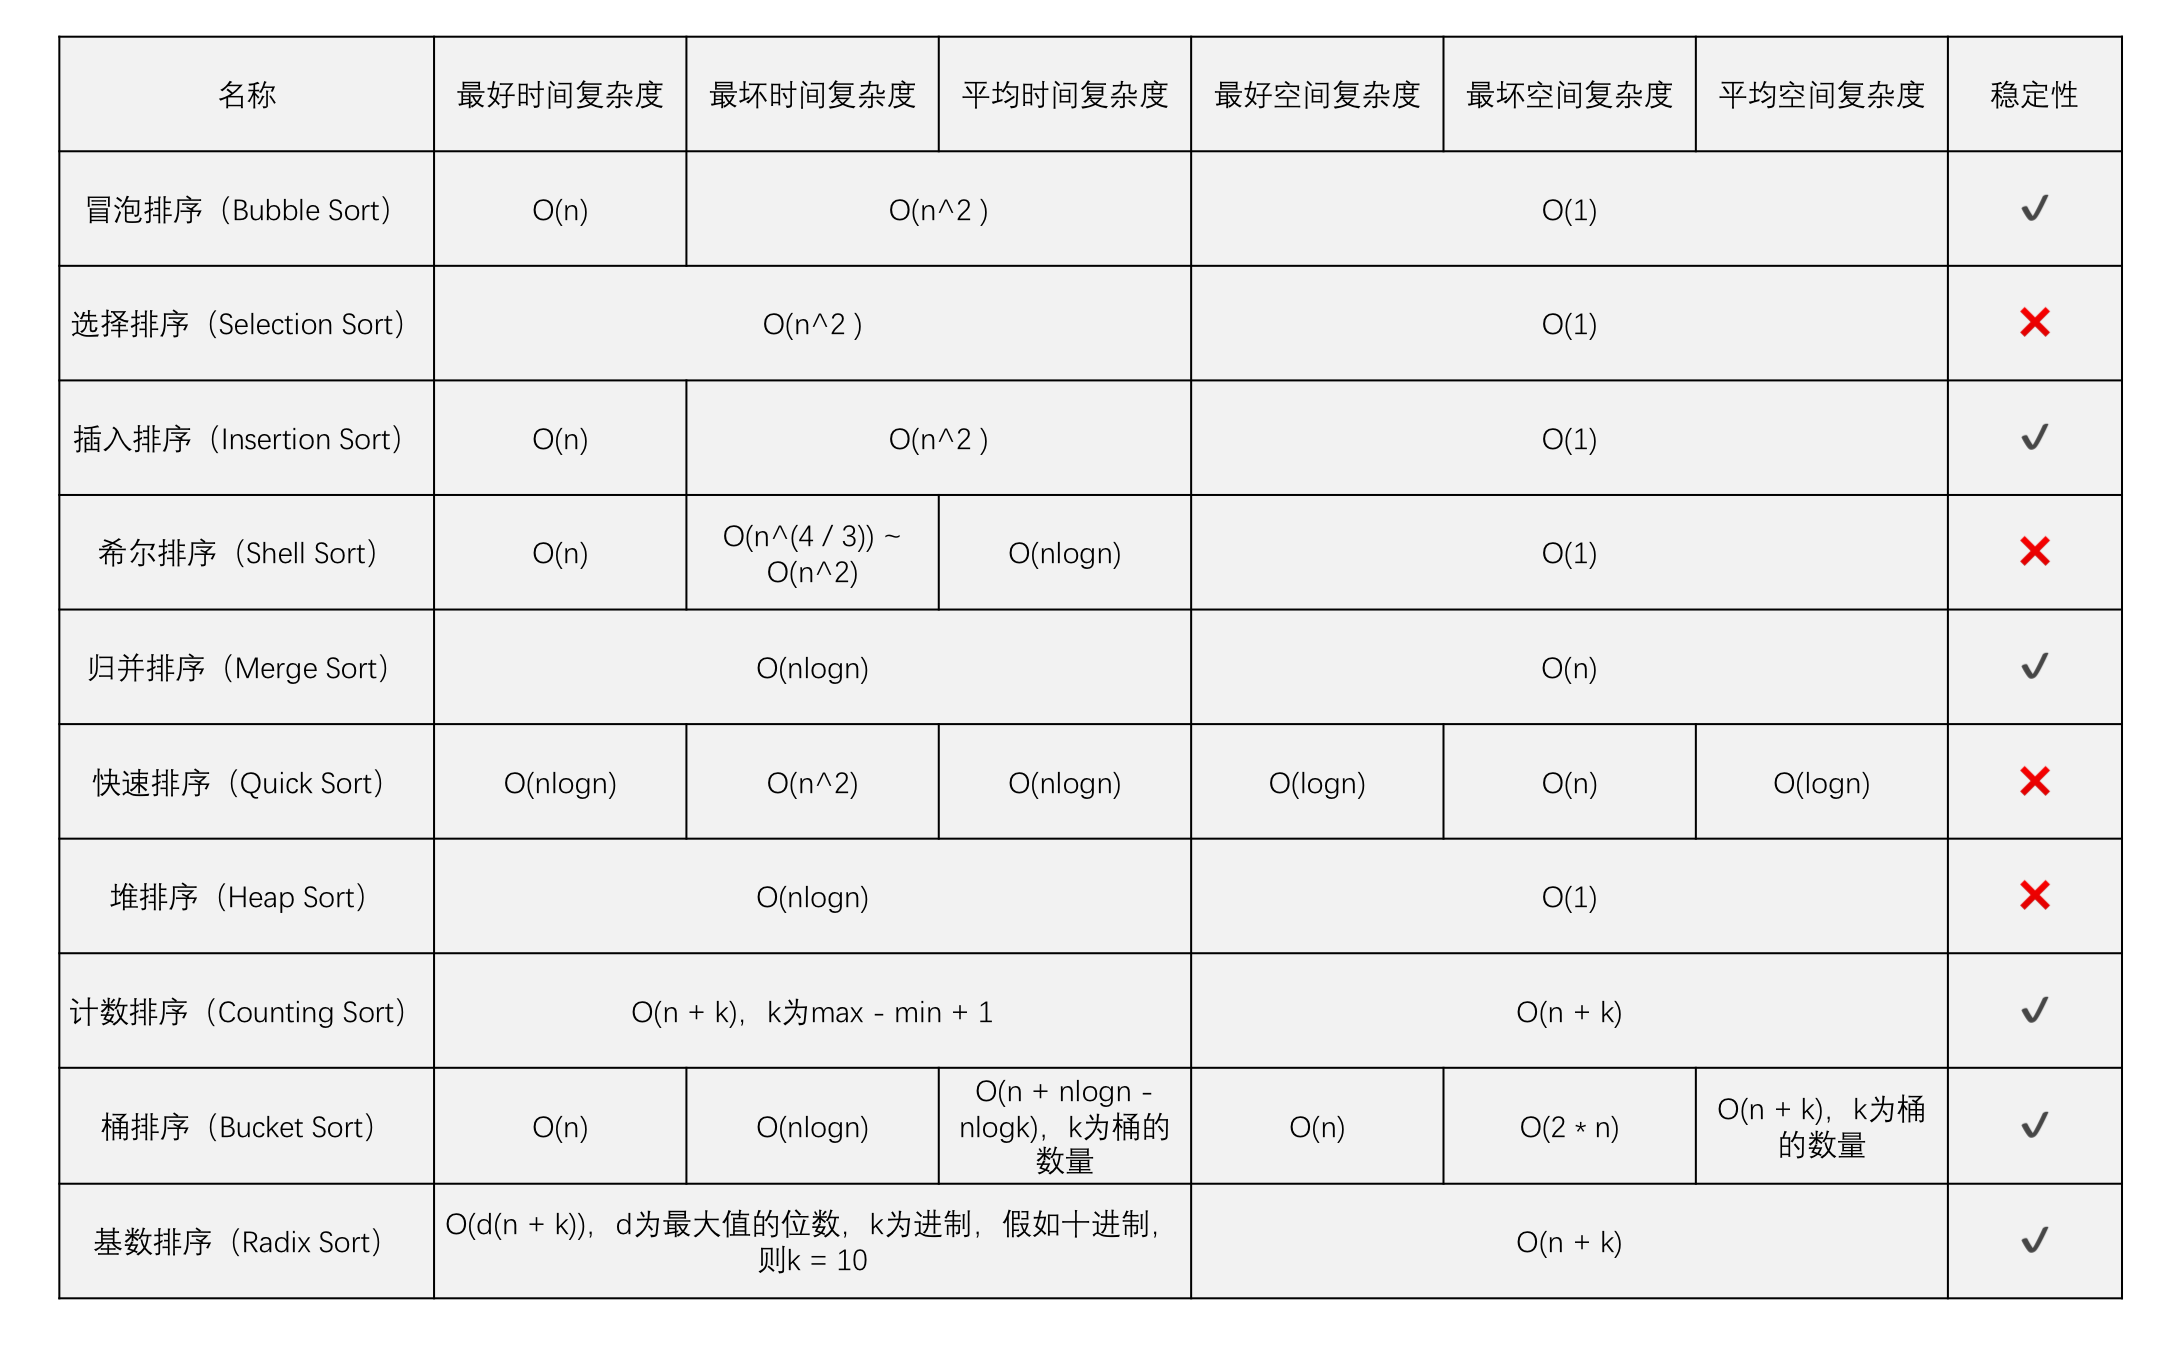 名称
最好时间复杂度
最坏时间复杂度
平均时间复杂度
最好空间复杂度
最坏空间复杂度
平均空间复杂度
稳定性
冒泡排序（Bubble Sort）
O(n)
O(n^2 )
O(1)
✔
选择排序（Selection Sort）
O(n^2 )
O(1)
❌
插入排序（Insertion Sort）
O(n)
O(n^2 )
O(1)
✔
希尔排序（Shell Sort）
O(n)
O(n^(4 / 3)) ~
O(n^2)
O(nlogn)
O(1)
❌
归并排序（Merge Sort）
O(nlogn)
O(n)
✔
快速排序（Quick Sort）
O(nlogn)
O(n^2)
O(nlogn)
O(logn)
O(n)
O(logn)
❌
堆排序（Heap Sort）
O(nlogn)
O(1)
❌
计数排序（Counting Sort）
O(n + k)，k为max - min + 1
O(n + k)
✔
桶排序（Bucket Sort）
O(n)
O(nlogn)
O(n + nlogn -
nlogk)，k为桶的
数量
O(n)
O(2 * n)
O(n + k)，k为桶
的数量
✔
基数排序（Radix Sort）
O(d(n + k))，d为最大值的位数，k为进制，假如十进制，
则k = 10
O(n + k)
✔